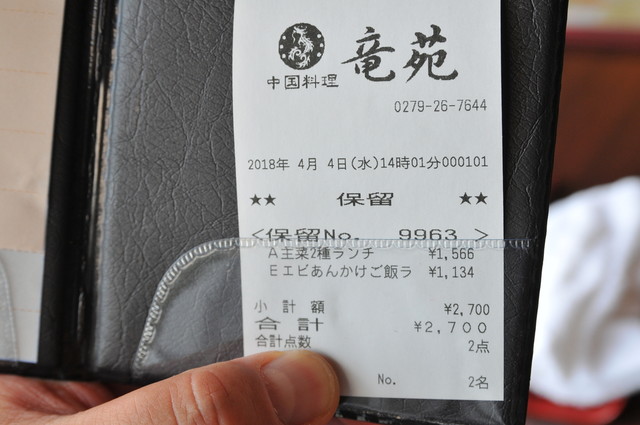 竜苑
中国料理
0279-26-7644
2018年 4月 4日(水)14時01分000101
★★ 保留 ★★
<保留No. 9963 >
A主菜2種ランチ ¥1,566
Eエビあんかけご飯ラ ¥1,134
小計額 ¥2,700
合計 ¥2,700
合計点数 2点
No. 2名